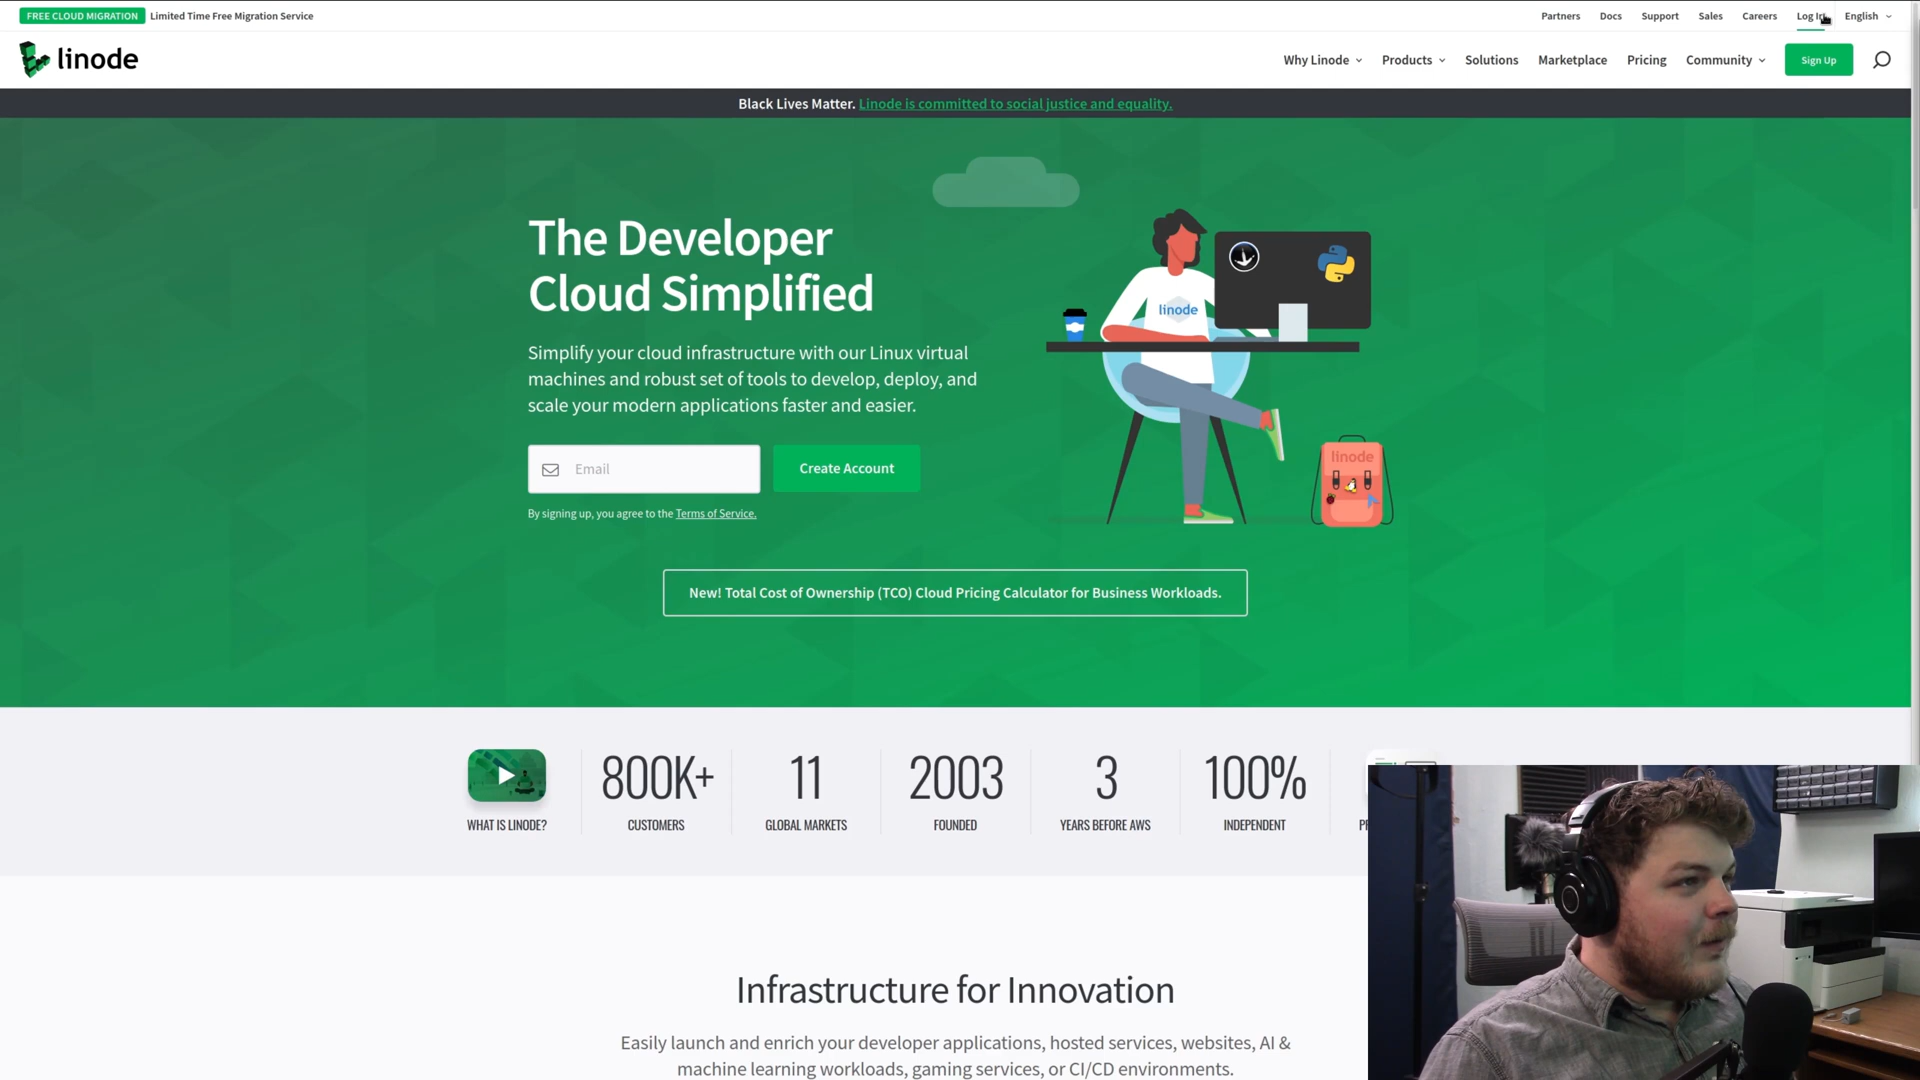 FREE CLOUD MIGRATION Limited Time Free Migration Service
Partners Docs Support Sales Careers Log In English
linode
Why Linode Products Solutions Marketplace Pricing Community Sign Up
Black Lives Matter. Linode is committed to social justice and equality.
The Developer
Cloud Simplified
Simplify your cloud infrastructure with our Linux virtual
machines and robust set of tools to develop, deploy, and
scale your modern applications faster and easier.
Email
Create Account
By signing up, you agree to the Terms of Service.
linode
linode
New! Total Cost of Ownership (TCO) Cloud Pricing Calculator for Business Workloads.
WHAT IS LINODE?
800K+
CUSTOMERS
11
GLOBAL MARKETS
2003
FOUNDED
3
YEARS BEFORE AWS
100%
INDEPENDENT
Infrastructure for Innovation
Easily launch and enrich your developer applications, hosted services, websites, AI &
machine learning workloads, gaming services, or CI/CD environments.